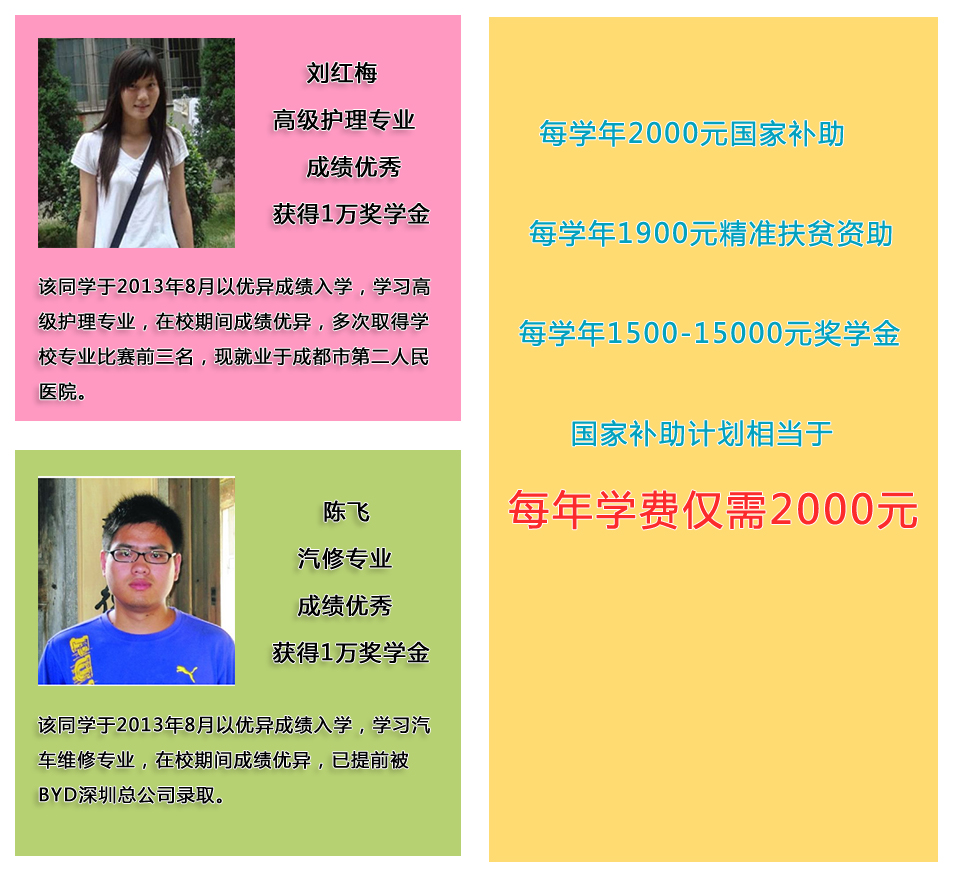 刘红梅
高级护理专业
成绩优秀
获得1万奖学金
该同学于2013年8月以优异成绩入学，学习高
级护理专业，在校期间成绩优异，多次取得学
校专业比赛前三名，现就业于成都市第二人民
医院。
陈飞
汽修专业
成绩优秀
获得1万奖学金
该同学于2013年8月以优异成绩入学，学习汽
车维修专业，在校期间成绩优异，已提前被
BYD深圳总公司录取。
每学年2000元国家补助
每学年1900元精准扶贫资助
每学年1500-15000元奖学金
国家补助计划相当于
每年学费仅需2000元